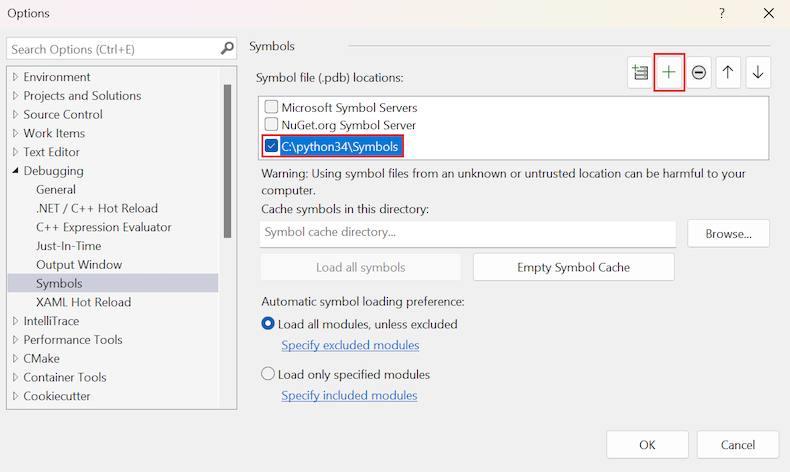 Options
?
Search Options (Ctrl+E)
Environment
Projects and Solutions
Source Control
Work Items
Text Editor
Debugging
General
.NET / C++ Hot Reload
C++ Expression Evaluator
Just-In-Time
Output Window
Symbols
XAML Hot Reload
IntelliTrace
Performance Tools
CMake
Container Tools
Cookiecutter
Symbols
Symbol file (.pdb) locations:
Microsoft Symbol Servers
NuGet.org Symbol Server
C:\python34\Symbols
Warning: Using symbol files from an unknown or untrusted location can be harmful to your
computer.
Cache symbols in this directory:
Symbol cache directory...
Browse...
Load all symbols
Empty Symbol Cache
Automatic symbol loading preference:
Load all modules, unless excluded
Specify excluded modules
Load only specified modules
Specify included modules
OK
Cancel